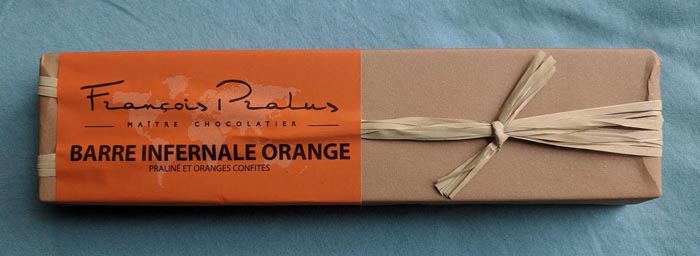 François Pralus
MAÎTRE CHOCOLATIER
BARRE INFERNALE ORANGE
PRALINÉ ET ORANGES CONFITES